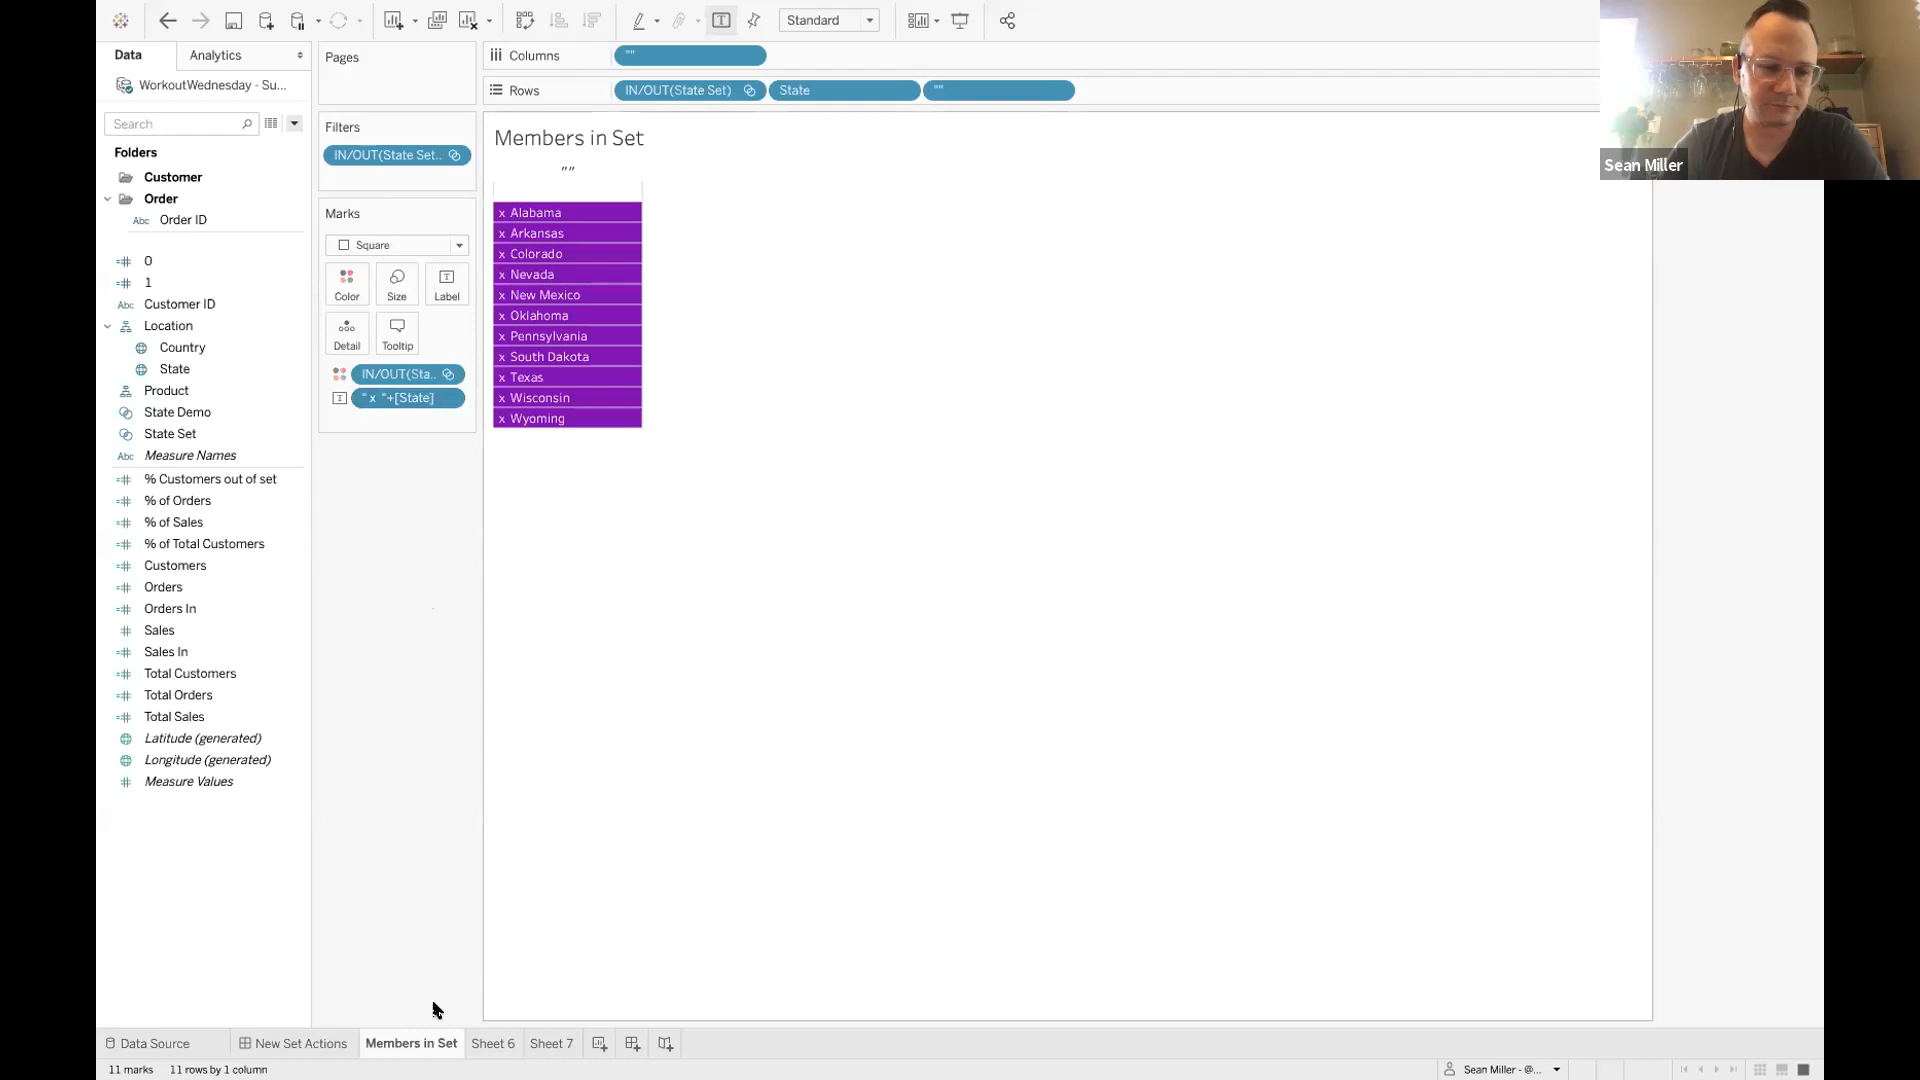 Standard
Data
Analytics
WorkoutWednesday - Su...
Search
Folders
Customer
Order
Abc Order ID
0
1
Abc Customer ID
Location
Country
State
Product
State Demo
State Set
Abc Measure Names
% Customers out of set
% of Orders
% of Sales
% of Total Customers
Customers
Orders
Orders In
Sales
Sales In
Total Customers
Total Orders
Total Sales
Latitude (generated)
Longitude (generated)
Measure Values
Pages
Filters
IN/OUT(State Set..
Marks
Square
Color
Size
Label
Detail
Tooltip
IN/OUT(Sta..
" x "+[State]
Columns
""
Rows
IN/OUT(State Set)
State
""
Members in Set
""
x Alabama
x Arkansas
x Colorado
x Nevada
x New Mexico
x Oklahoma
x Pennsylvania
x South Dakota
x Texas
x Wisconsin
x Wyoming
Sean Miller
Data Source
New Set Actions
Members in Set
Sheet 6
Sheet 7
11 marks
11 rows by 1 column
Sean Miller - @...